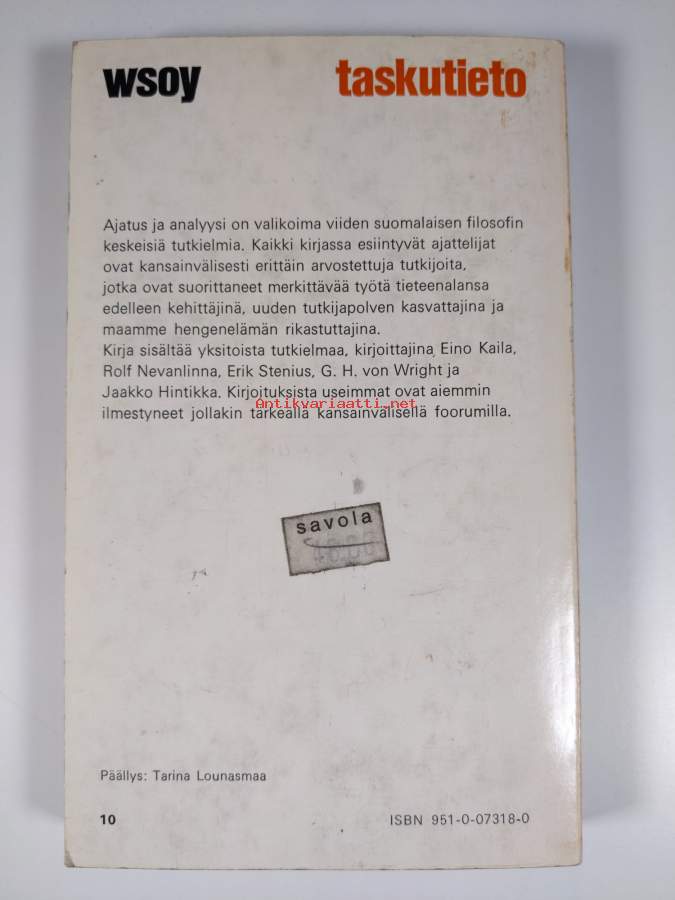 wsoy taskutieto
Ajatus ja analyysi on valikoima viiden suomalaisen filosofin
keskeisiä tutkielmia. Kaikki kirjassa esiintyvät ajattelijat
ovat kansainvälisesti erittäin arvostettuja tutkijoita,
jotka ovat suorittaneet merkittävää työtä tieteenalansa
edelleen kehittäjinä, uuden tutkijapolven kasvattajina ja
maamme hengenelämän rikastuttajina.
Kirja sisältää yksitoista tutkielmaa, kirjoittajina Eino Kaila,
Rolf Nevanlinna, Erik Stenius, G. H. von Wright ja
Jaakko Hintikka. Kirjoituksista useimmat ovat aiemmin
Antikvariaatti.net
ilmestyneet jollakin tärkeällä kansainvälisellä foorumilla.
savola
Päällys: Tarina Lounasmaa
10 ISBN 951-0-07318-0